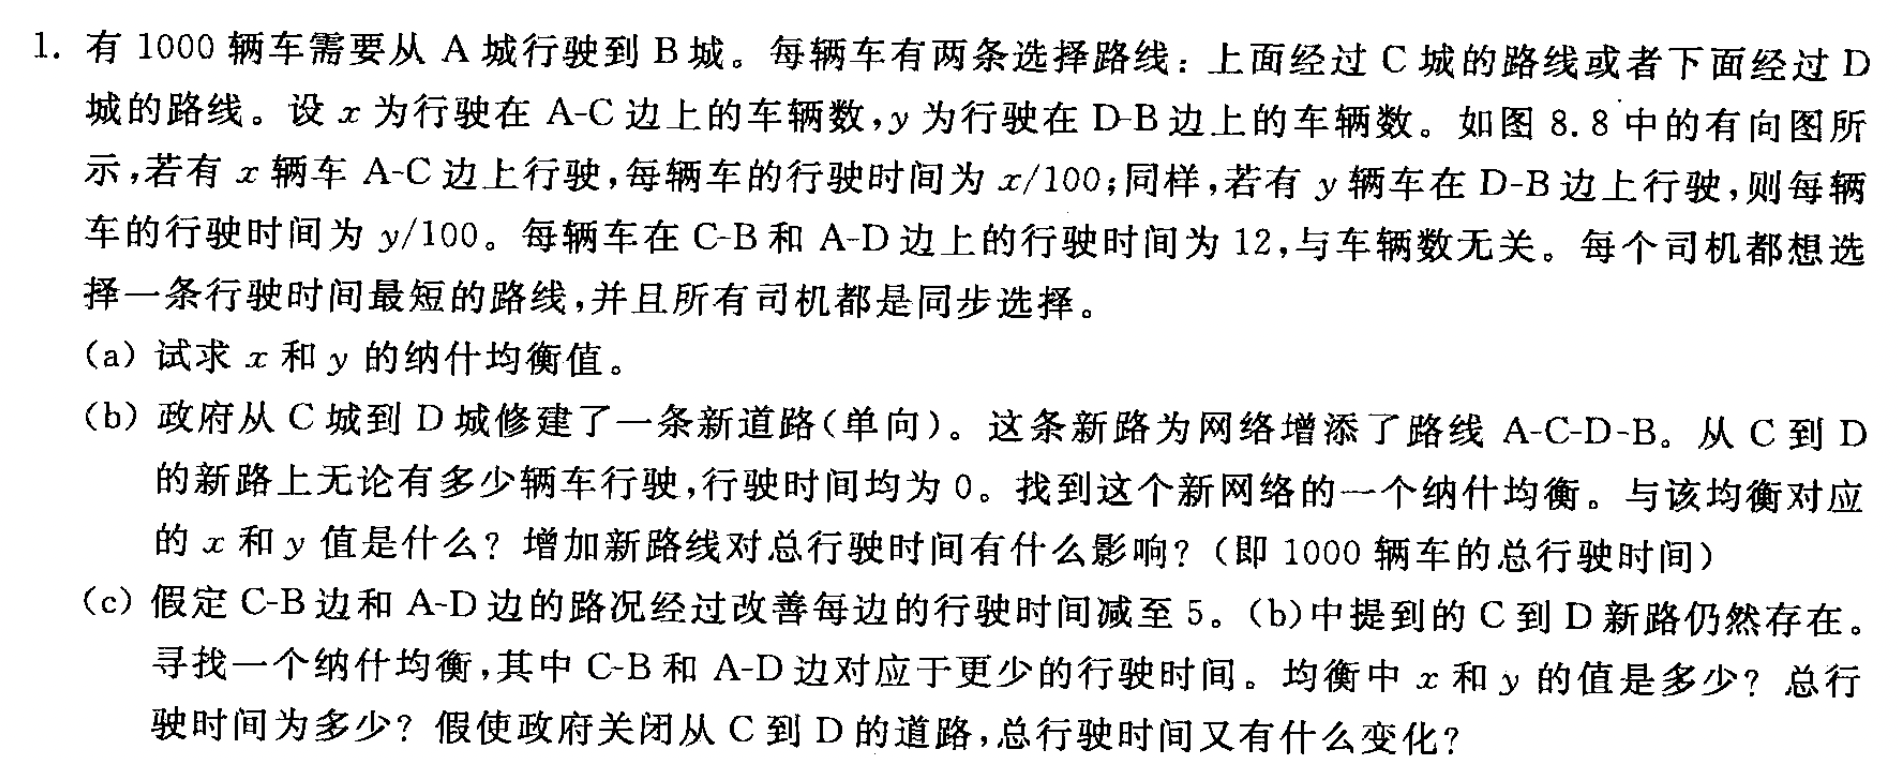 1. 有 1000 辆车需要从 A 城行驶到 B 城。每辆车有两条选择路线：上面经过 C 城的路线或者下面经过 D
城的路线。设 x 为行驶在 A-C 边上的车辆数，y 为行驶在 D-B 边上的车辆数。如图 8.8 中的有向图所
示，若有 x 辆车 A-C 边上行驶，每辆车的行驶时间为 x/100；同样，若有 y 辆车在 D-B 边上行驶，则每辆
车的行驶时间为 y/100。每辆车在 C-B 和 A-D 边上的行驶时间为 12，与车辆数无关。每个司机都想选
择一条行驶时间最短的路线，并且所有司机都是同步选择。
（a）试求 x 和 y 的纳什均衡值。
（b）政府从 C 城到 D 城修建了一条新道路（单向）。这条新路为网络增添了路线 A-C-D-B。从 C 到 D
的新路上无论有多少辆车行驶，行驶时间均为 0。找到这个新网络的一个纳什均衡。与该均衡对应
的 x 和 y 值是什么？增加新路线对总行驶时间有什么影响？（即 1000 辆车的总行驶时间）
（c）假定 C-B 边和 A-D 边的路况经过改善每边的行驶时间减至 5。（b）中提到的 C 到 D 新路仍然存在。
寻找一个纳什均衡，其中 C-B 和 A-D 边对应于更少的行驶时间。均衡中 x 和 y 的值是多少？总行
驶时间为多少？假使政府关闭从 C 到 D 的道路，总行驶时间又有什么变化？